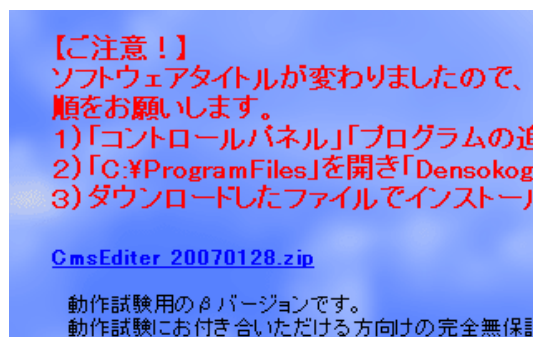 【ご注意！】
ソフトウェアタイトルが変わりましたので、
順をお願いします。
1)「コントロールパネル」「プログラムの追
2)「C:¥ProgramFiles」を開き「Densokog
3)ダウンロードしたファイルでインストール
CmsEditer 20070128.zip
動作試験用のβバージョンです。
動作試験にお付き合いただける方向けの完全無保証